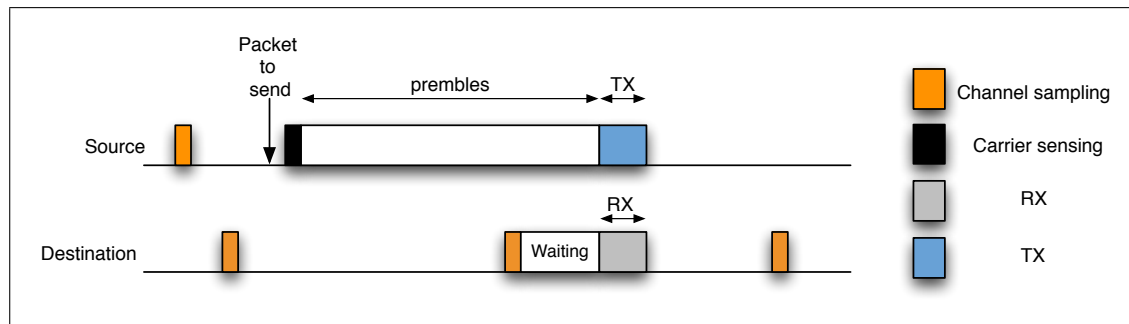 Packet
to
send
prembles
TX
Source
RX
Destination
Waiting
Channel sampling
Carrier sensing
RX
TX